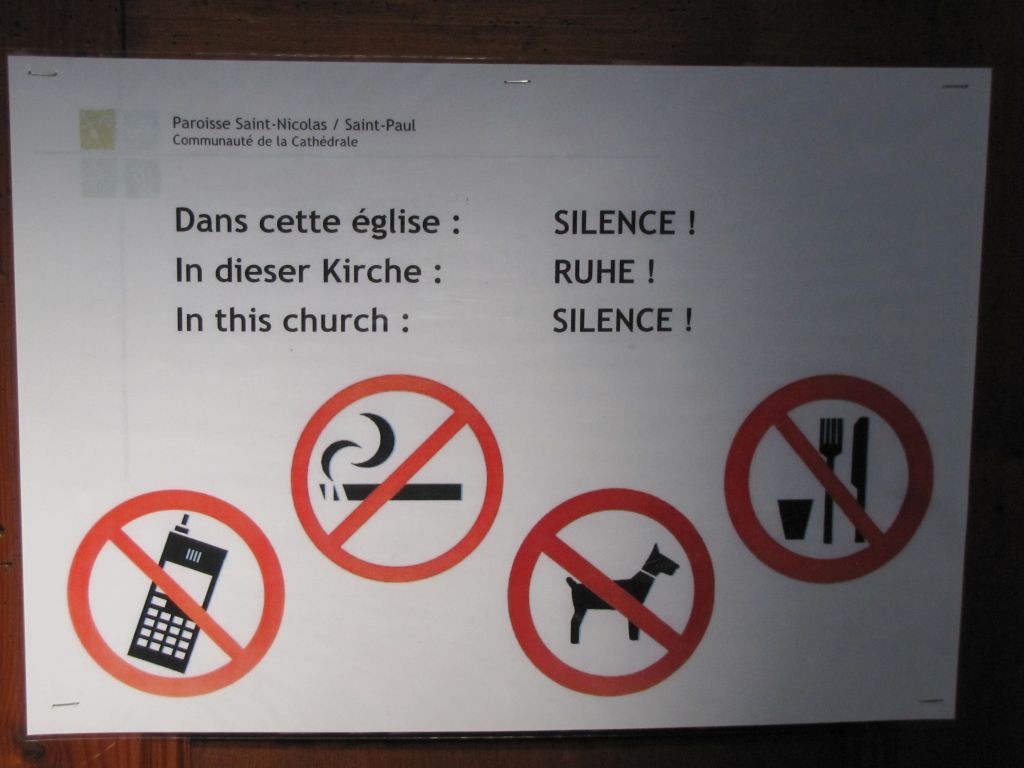 Paroisse Saint-Nicolas / Saint-Paul
Communauté de la Cathédrale
Dans cette église : SILENCE !
In dieser Kirche : RUHE !
In this church : SILENCE !